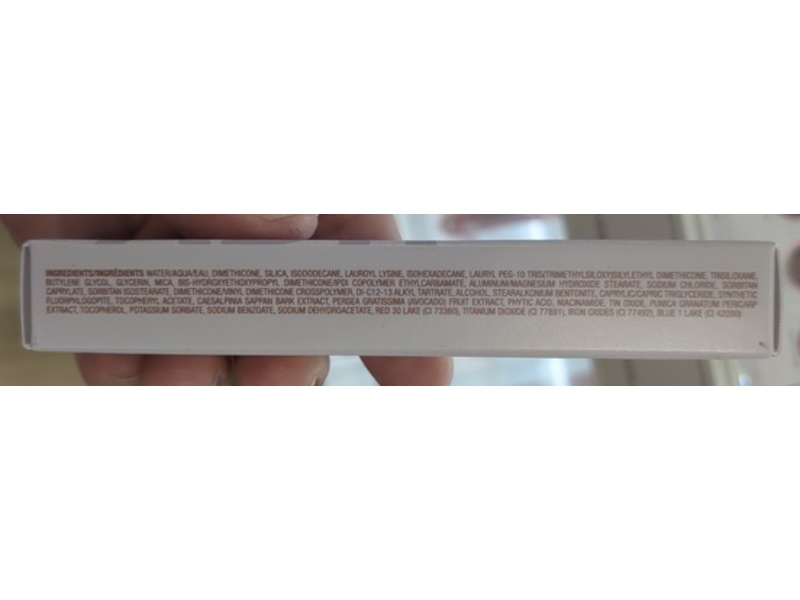 INGREDIENTS/INGRÉDIENTS WATER/AQUA/EAU, DIMETHICONE, SILICA, ISODODECANE, LAUROYL LYSINE, ISOHEXADECANE, LAURYL PEG-10 TRIS(TRIMETHYLSILOXY)SILYLETHYL DIMETHICONE, TRISILOXANE,
BUTYLENE GLYCOL, GLYCERIN, MICA, BIS-HYDROXYETHOXYPROPYL DIMETHICONE/IPDI COPOLYMER ETHYLCARBAMATE, ALUMINUM/MAGNESIUM HYDROXIDE STEARATE, SODIUM CHLORIDE, SORBITAN
CAPRYLATE, SORBITAN ISOSTEARATE, DIMETHICONE/VINYL DIMETHICONE CROSSPOLYMER, DI-C12-13 ALKYL TARTRATE, ALCOHOL, STEARALKONIUM BENTONITE, CAPRYLIC/CAPRIC TRIGLYCERIDE, SYNTHETIC
FLUORPHLOGOPITE, TOCOPHERYL ACETATE, CAESALPINIA SAPPAN BARK EXTRACT, PERSEA GRATISSIMA (AVOCADO) FRUIT EXTRACT, PHYTIC ACID, NIACINAMIDE, TIN OXIDE, PUNICA GRANATUM PERICARP
EXTRACT, TOCOPHEROL, POTASSIUM SORBATE, SODIUM BENZOATE, SODIUM DEHYDROACETATE, RED 30 LAKE (CI 73360), TITANIUM DIOXIDE (CI 77891), IRON OXIDES (CI 77492), BLUE 1 LAKE (CI 42090)